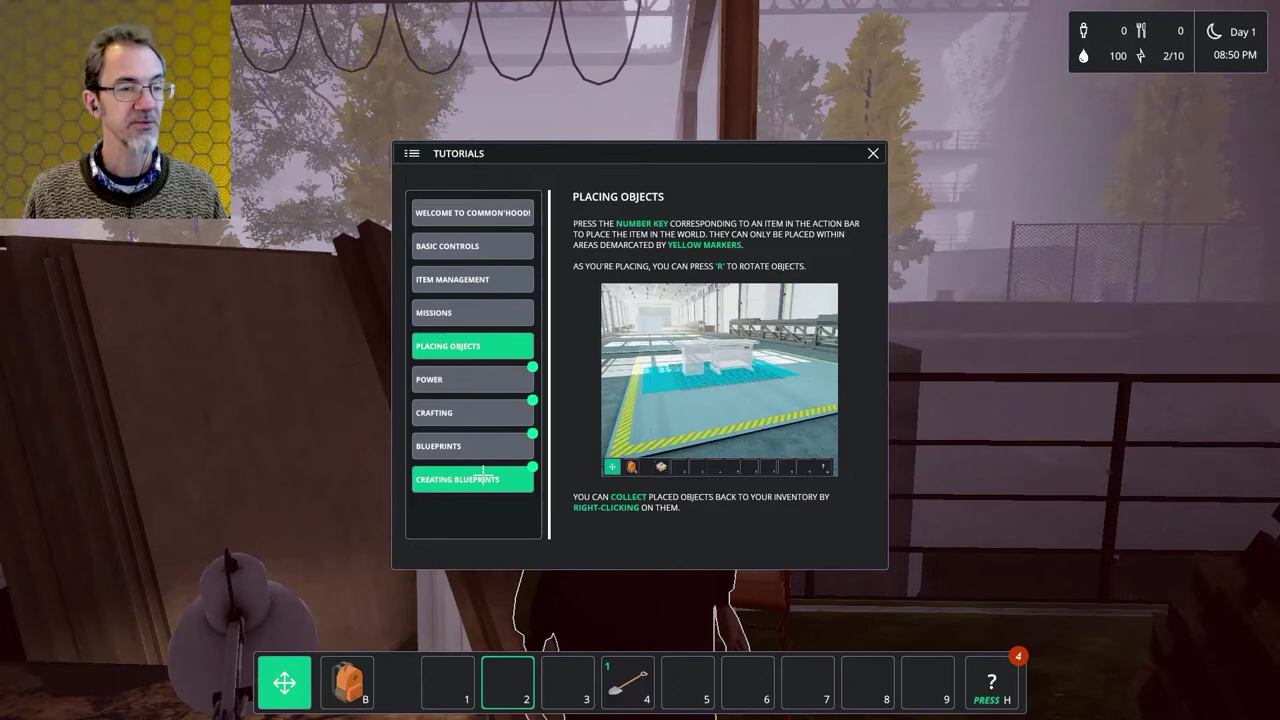 0
0
Day 1
100
2/10
08:50 PM
TUTORIALS
WELCOME TO COMMON'HOOD!
BASIC CONTROLS
ITEM MANAGEMENT
MISSIONS
PLACING OBJECTS
POWER
CRAFTING
BLUEPRINTS
CREATING BLUEPRINTS
PLACING OBJECTS
PRESS THE NUMBER KEY CORRESPONDING TO AN ITEM IN THE ACTION BAR
TO PLACE THE ITEM IN THE WORLD. THEY CAN ONLY BE PLACED WITHIN
AREAS DEMARCATED BY YELLOW MARKERS.
AS YOU'RE PLACING, YOU CAN PRESS 'R' TO ROTATE OBJECTS.
YOU CAN COLLECT PLACED OBJECTS BACK TO YOUR INVENTORY BY
RIGHT-CLICKING ON THEM.
B
1
2
3
1
4
5
6
7
8
9
4
?
PRESS H